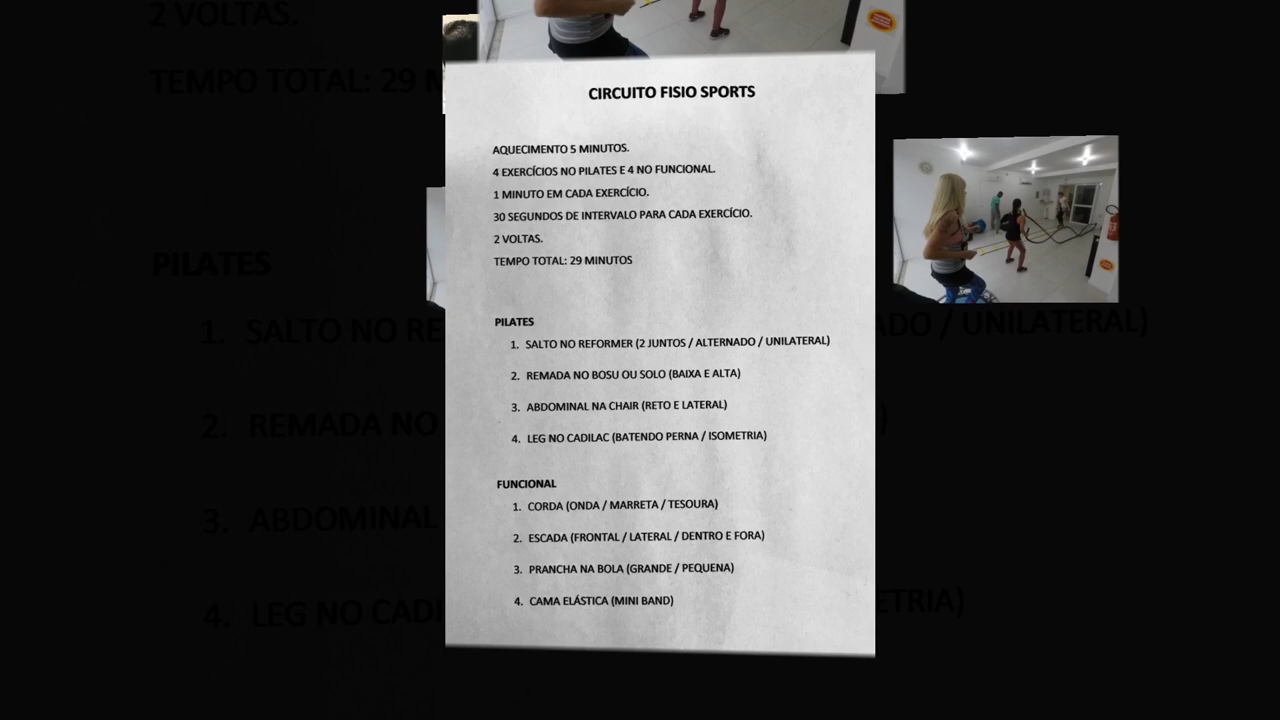 CIRCUITO FISIO SPORTS
AQUECIMENTO 5 MINUTOS.
4 EXERCÍCIOS NO PILATES E 4 NO FUNCIONAL.
1 MINUTO EM CADA EXERCÍCIO.
30 SEGUNDOS DE INTERVALO PARA CADA EXERCÍCIO.
2 VOLTAS.
TEMPO TOTAL: 29 MINUTOS
PILATES
1. SALTO NO REFORMER (2 JUNTOS / ALTERNADO / UNILATERAL)
2. REMADA NO BOSU OU SOLO (BAIXA E ALTA)
3. ABDOMINAL NA CHAIR (RETO E LATERAL)
4. LEG NO CADILAC (BATENDO PERNA / ISOMETRIA)
FUNCIONAL
1. CORDA (ONDA / MARRETA / TESOURA)
2. ESCADA (FRONTAL / LATERAL / DENTRO E FORA)
3. PRANCHA NA BOLA (GRANDE / PEQUENA)
4. CAMA ELÁSTICA (MINI BAND)